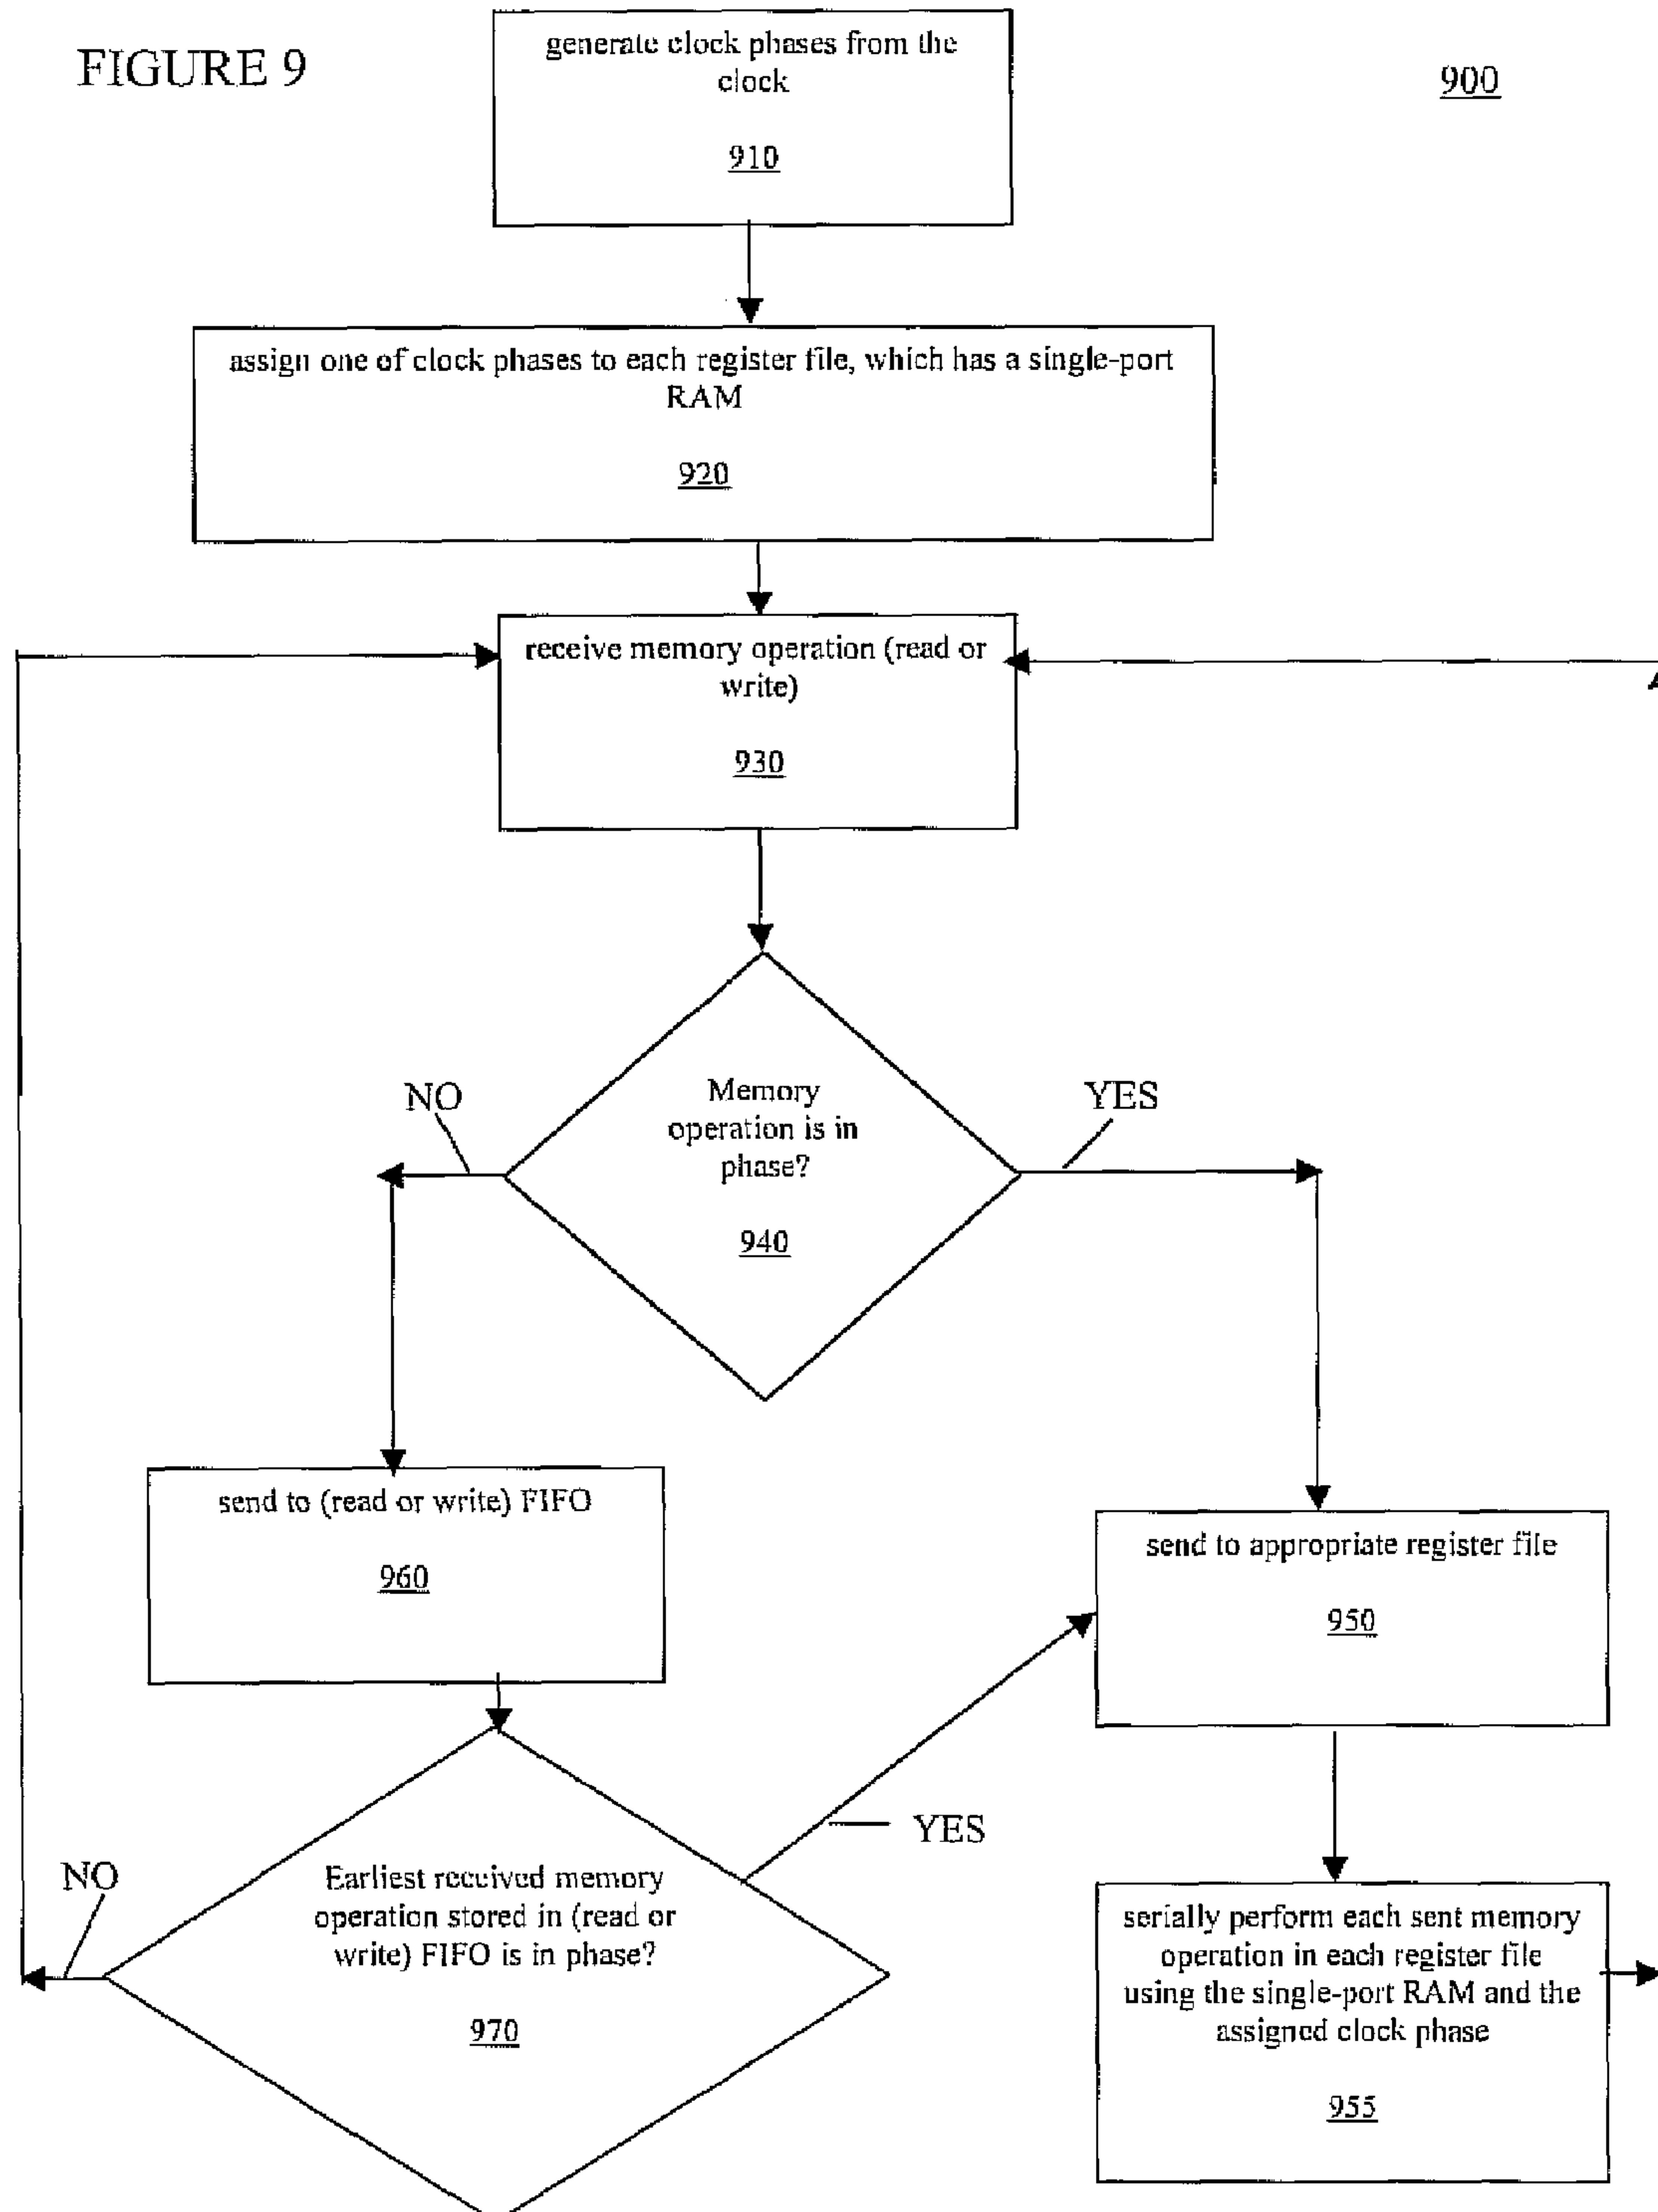 FIGURE 9
900
generate clock phases from the
clock
910
assign one of clock phases to each register file, which has a single-port
RAM
920
receive memory operation (read or
write)
930
Memory
operation is in
phase?
940
NO
YES
send to (read or write) FIFO
960
send to appropriate register file
950
YES
NO
Earliest received memory
operation stored in (read or
write) FIFO is in phase?
970
serially perform each sent memory
operation in each register file
using the single-port RAM and the
assigned clock phase
955